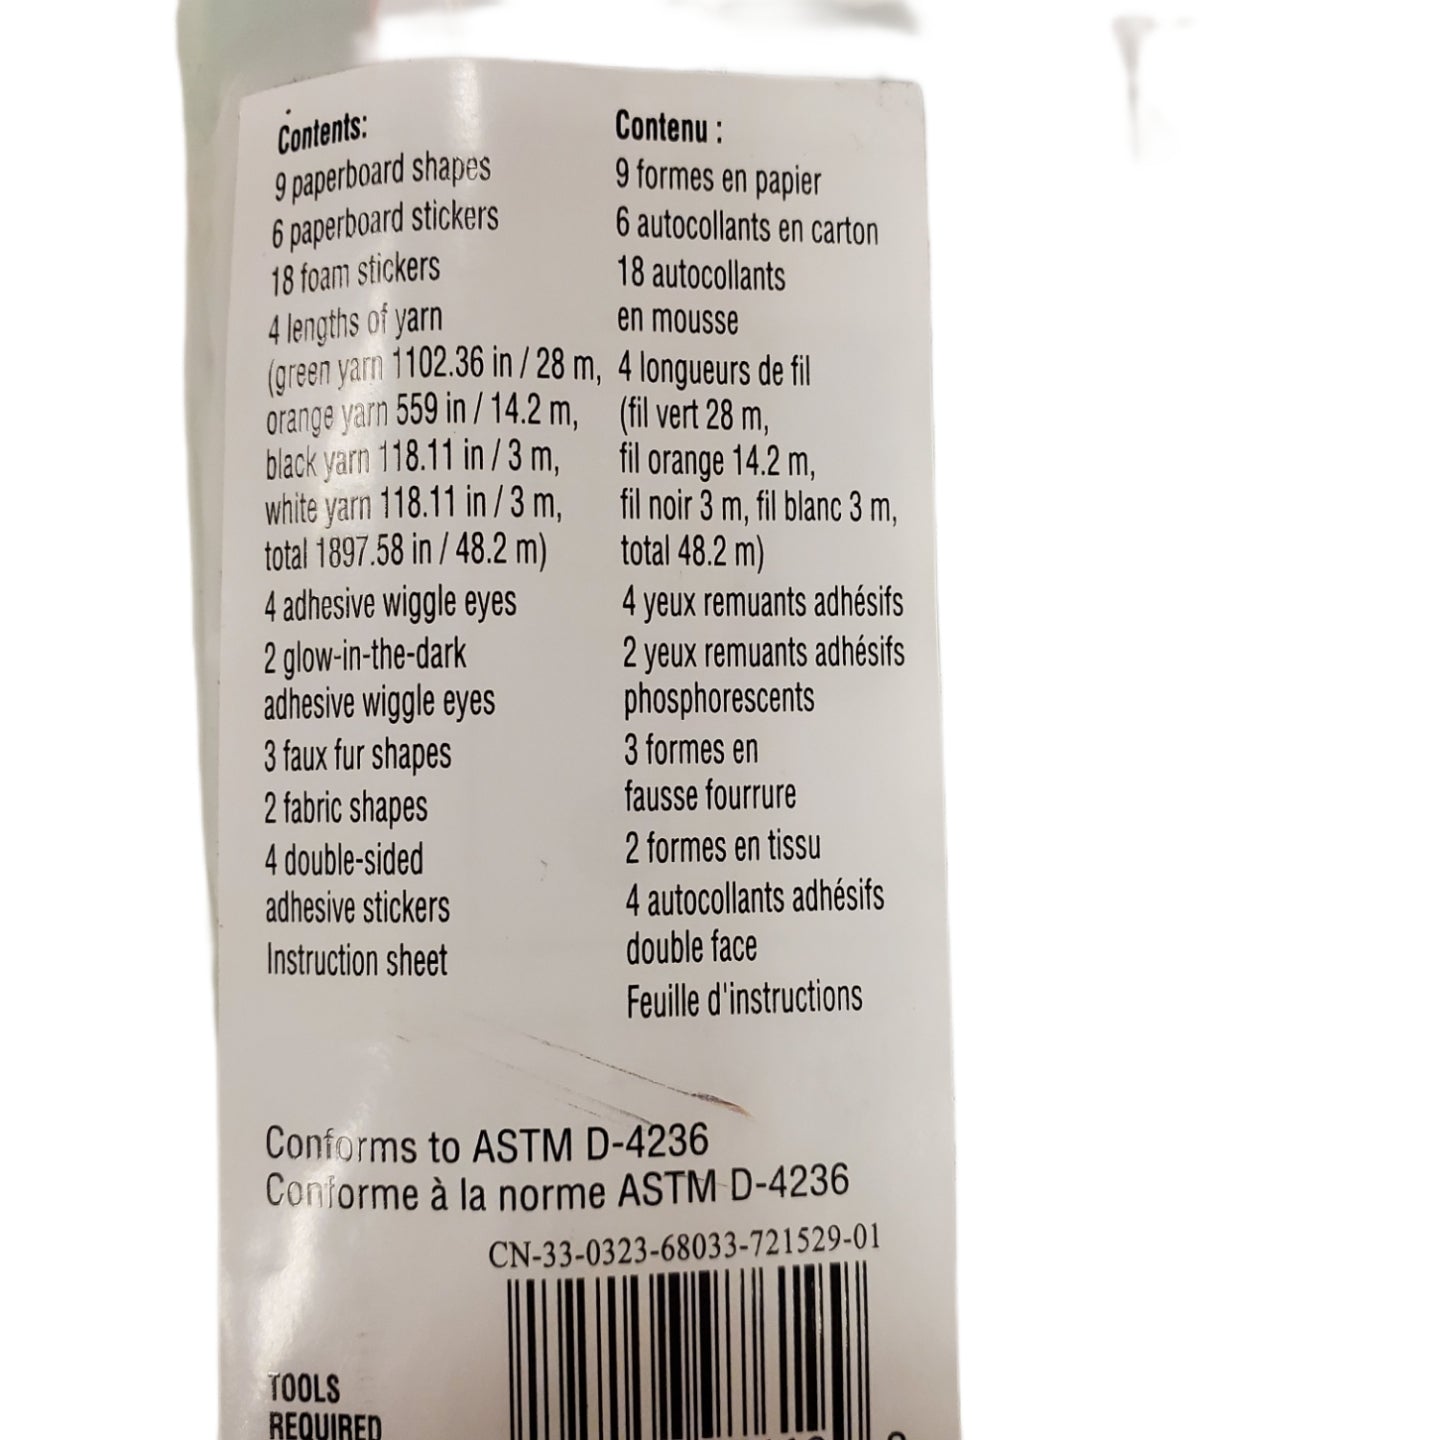 Contents:
9 paperboard shapes
6 paperboard stickers
18 foam stickers
4 lengths of yarn
(green yarn 1102.36 in / 28 m,
orange yarn 559 in / 14.2 m,
black yarn 118.11 in / 3 m,
white yarn 118.11 in / 3 m,
total 1897.58 in / 48.2 m)
4 adhesive wiggle eyes
2 glow-in-the-dark
adhesive wiggle eyes
3 faux fur shapes
2 fabric shapes
4 double-sided
adhesive stickers
Instruction sheet
Contenu :
9 formes en papier
6 autocollants en carton
18 autocollants
en mousse
4 longueurs de fil
(fil vert 28 m,
fil orange 14.2 m,
fil noir 3 m, fil blanc 3 m,
total 48.2 m)
4 yeux remuants adhésifs
2 yeux remuants adhésifs
phosphorescents
3 formes en
fausse fourrure
2 formes en tissu
4 autocollants adhésifs
double face
Feuille d'instructions
Conforms to ASTM D-4236
Conforme à la norme ASTM D-4236
CN-33-0323-68033-721529-01
TOOLS
REQUIRED